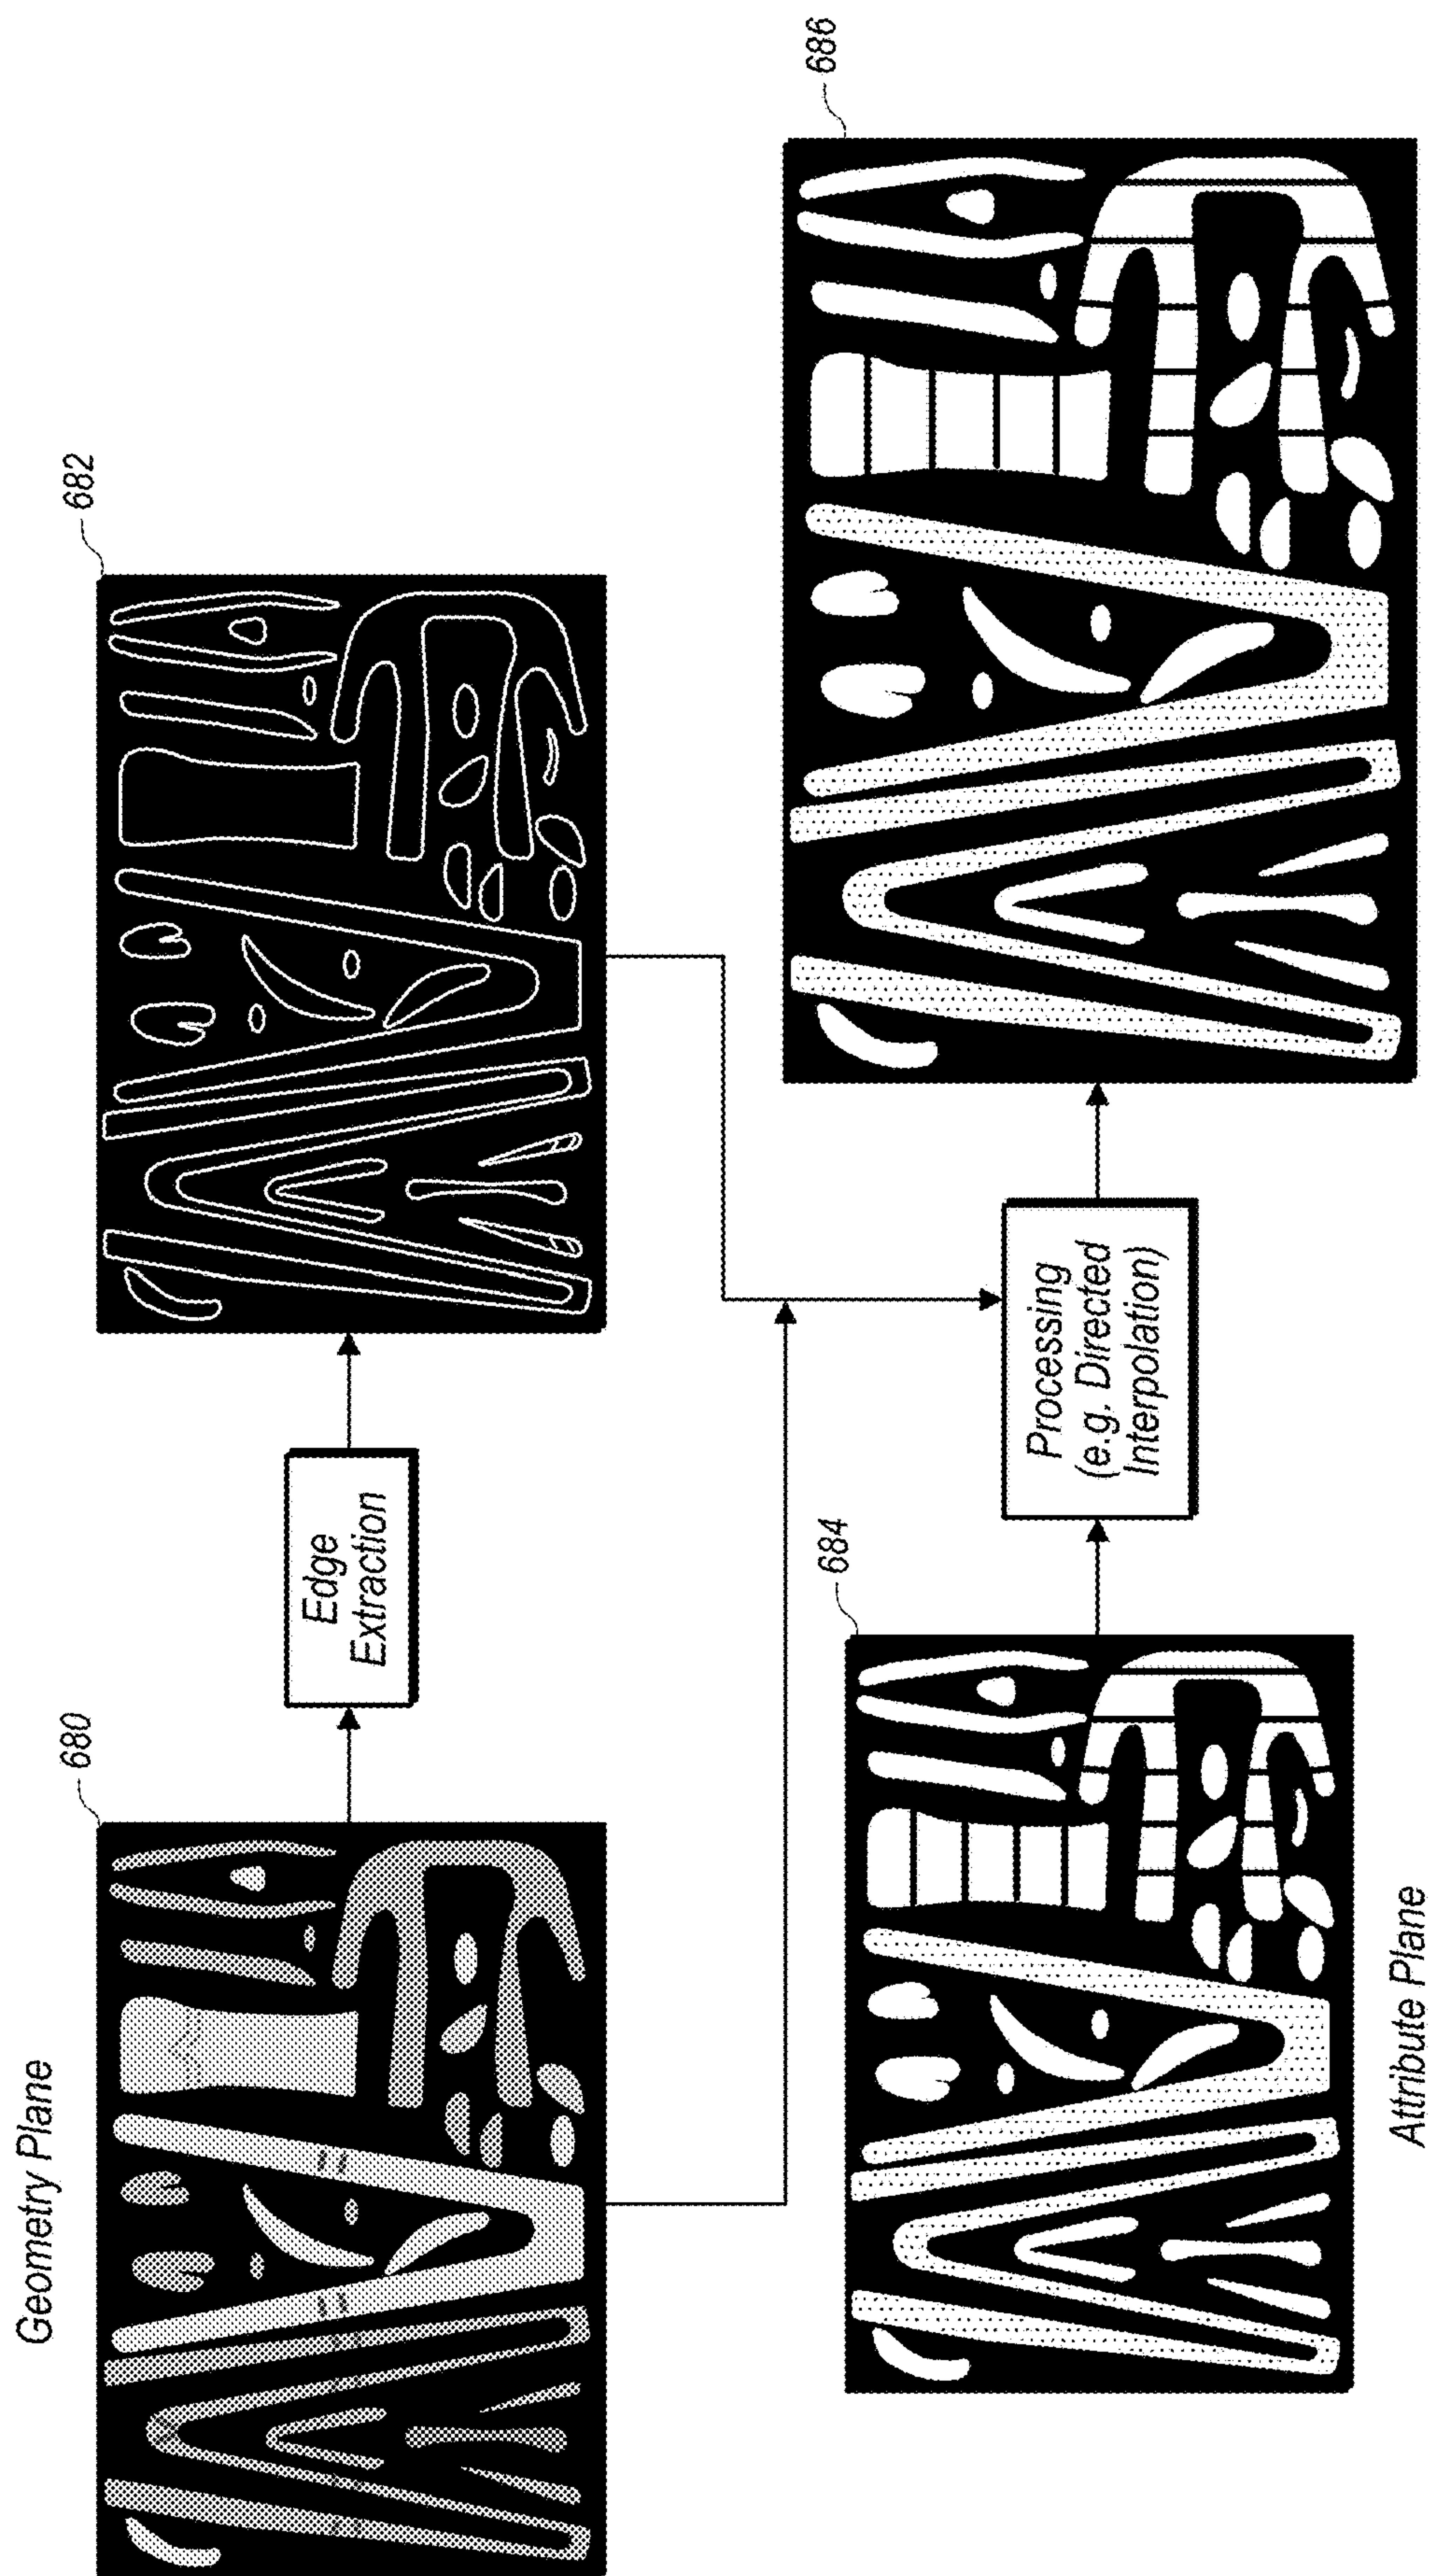 Geometry Plane
680
Edge
Extraction
682
684
Processing
(e.g. Directed
Interpolation)
686
Attribute Plane